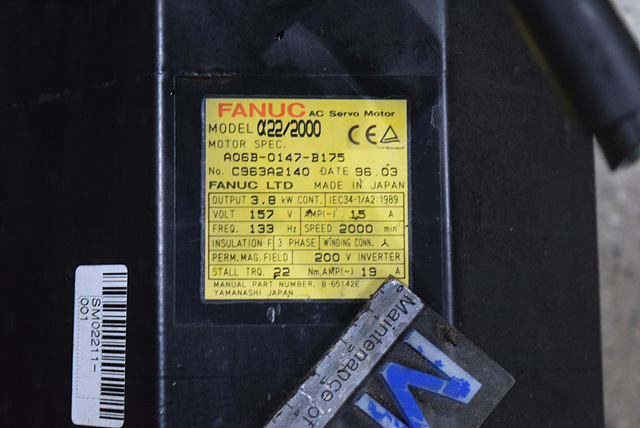 FANUC AC Servo Motor
MODEL α22/2000
MOTOR SPEC.
A06B-0147-B175
No. C963A2140 DATE 96.03
FANUC LTD MADE IN JAPAN
OUTPUT 3.8 kW CONT. IEC34-1/A2:1989
VOLT 157 V AMP(~) 15 A
FREQ. 133 Hz SPEED 2000 min⁻¹
INSULATION F 3 PHASE WINDING CONN. 人
PERM.MAG.FIELD 200 V INVERTER
STALL TRQ. 22 Nm.AMP(~) 19 A
MANUAL PART NUMBER. B-65142E
YAMANASHI JAPAN
SM02211-
001
Maintenance of